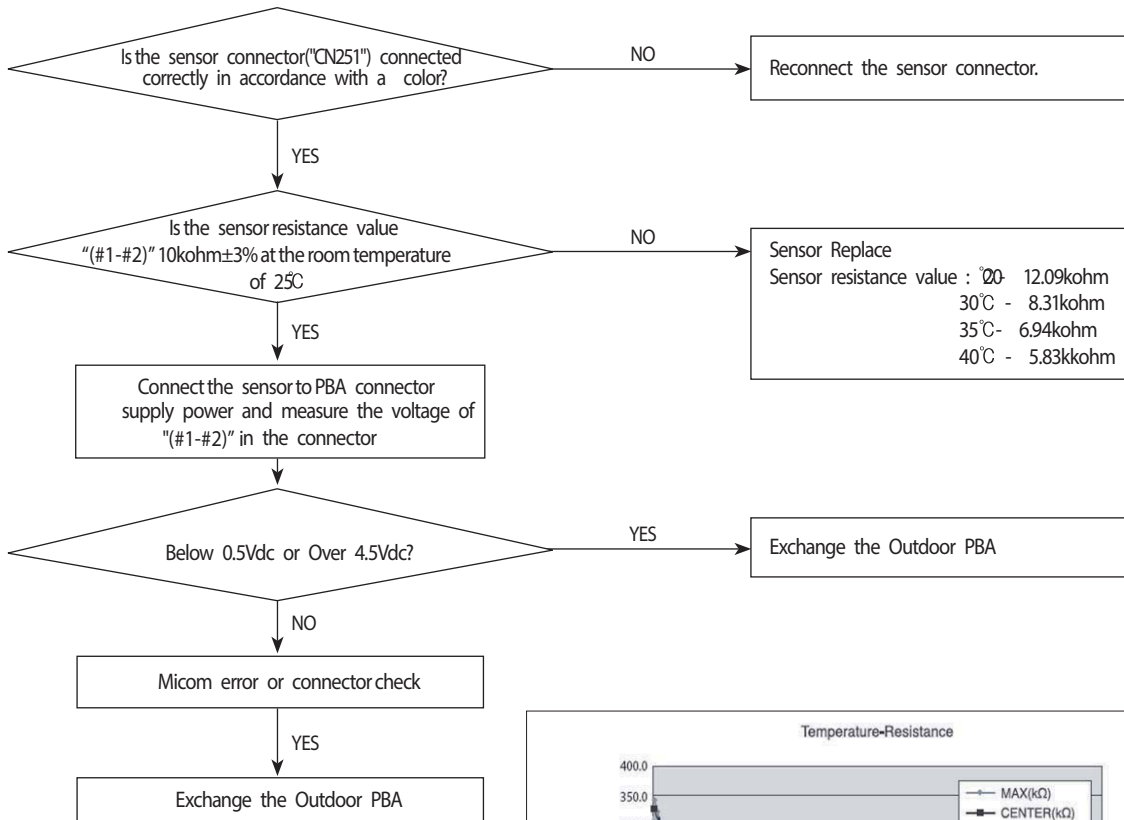 Is the sensor connector("CN251") connected
correctly in accordance with a color?
NO
Reconnect the sensor connector.
YES
Is the sensor resistance value
"(#1-#2)" 10kohm±3% at the room temperature
of 25℃
NO
Sensor Replace
Sensor resistance value : 20℃- 12.09kohm
30℃ - 8.31kohm
35℃- 6.94kohm
40℃ - 5.83kkohm
YES
Connect the sensor to PBA connector
supply power and measure the voltage of
"(#1-#2)" in the connector
Below 0.5Vdc or Over 4.5Vdc?
YES
Exchange the Outdoor PBA
NO
Micom error or connector check
YES
Exchange the Outdoor PBA
Temperature-Resistance
400.0
350.0
MAX(kΩ)
CENTER(kΩ)